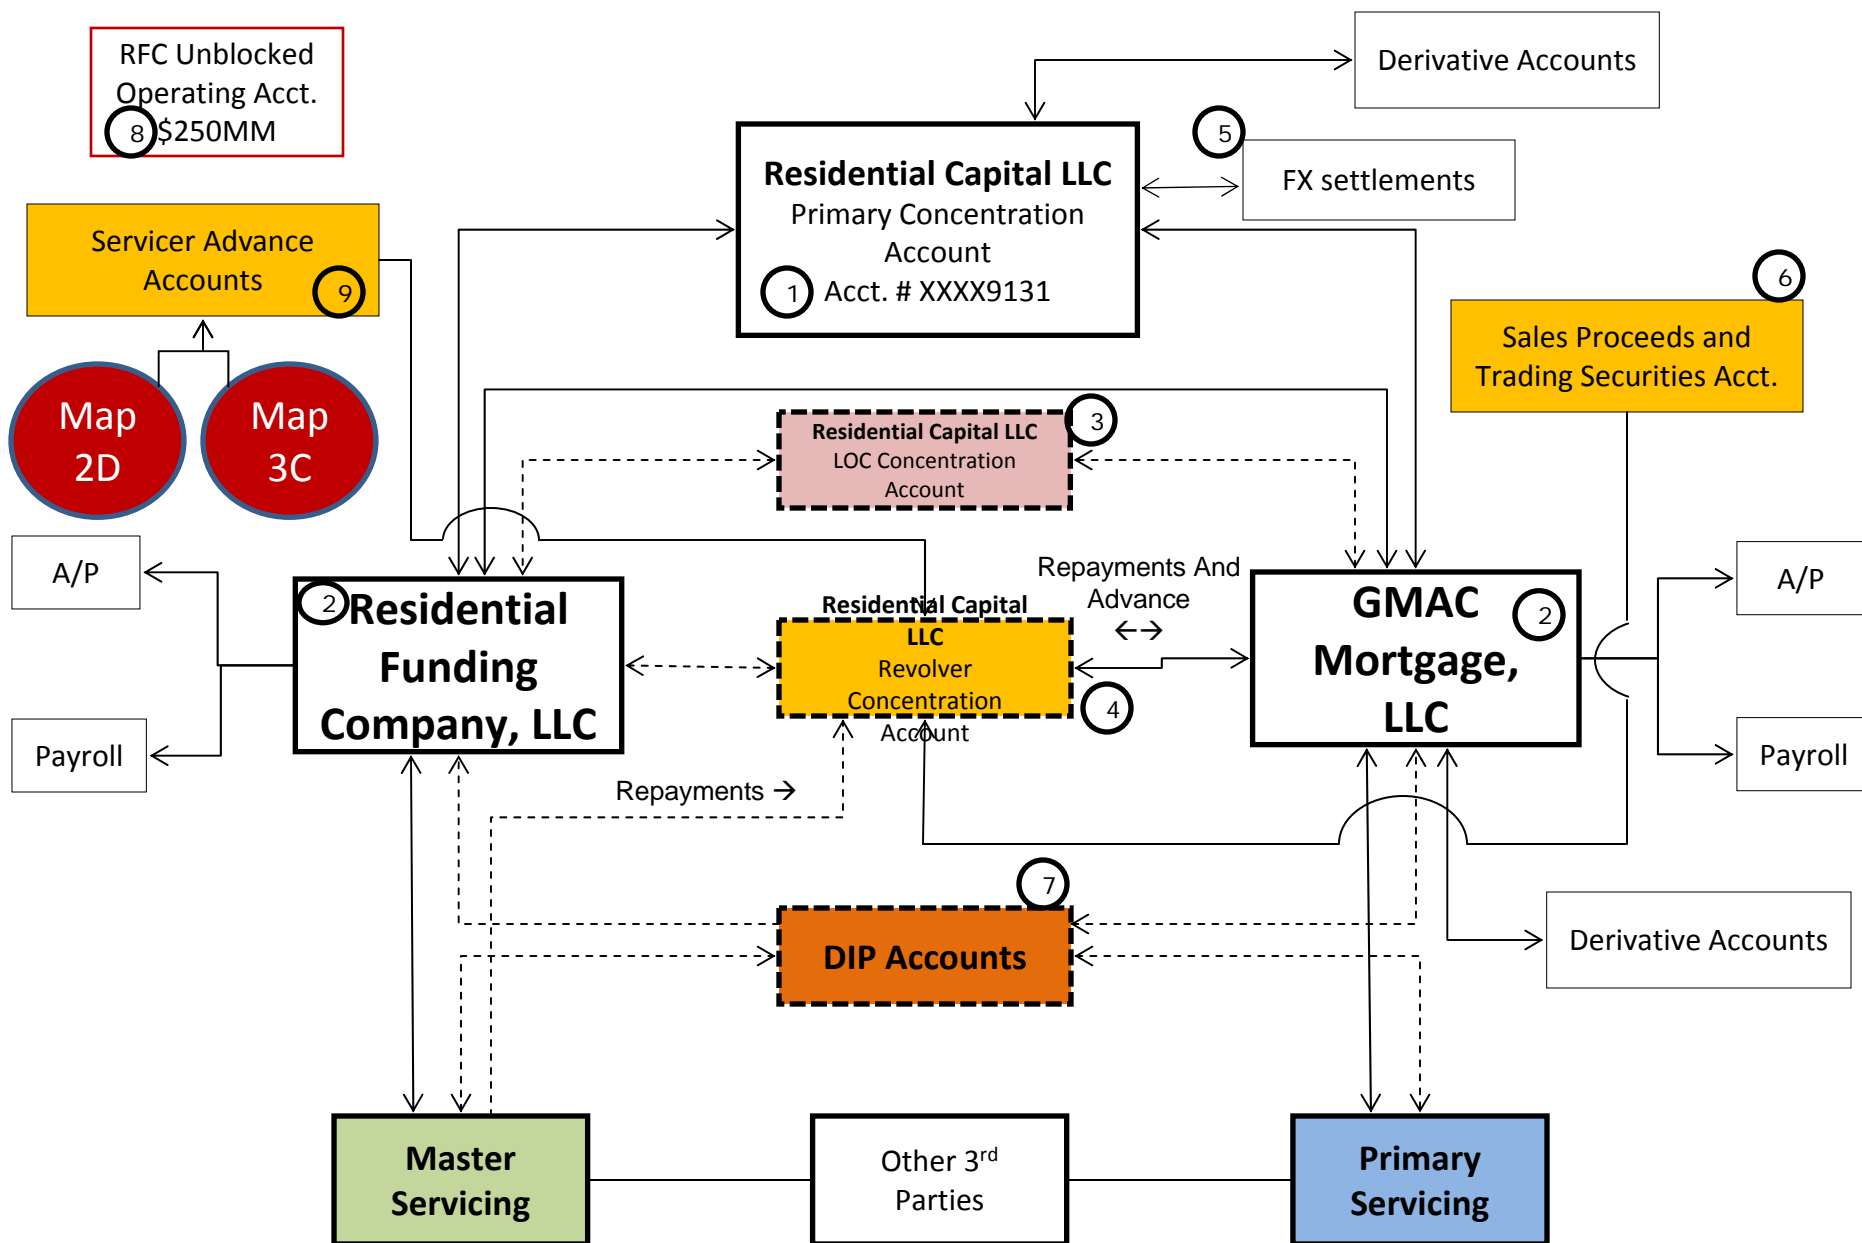 RFC Unblocked
Operating Acct.
8 $250MM
Derivative Accounts
5
FX settlements
Residential Capital LLC
Primary Concentration
Account
1 Acct. # XXXX9131
Servicer Advance
Accounts
9
6
Sales Proceeds and
Trading Securities Acct.
Map
2D
Map
3C
3
Residential Capital LLC
LOC Concentration
Account
A/P
Payroll
2
Residential
Funding
Company, LLC
Residential Capital
LLC
Revolver
Concentration
Account
4
Repayments And
Advance
←→
GMAC
Mortgage,
LLC
2
A/P
Payroll
Repayments →
7
DIP Accounts
Derivative Accounts
Master
Servicing
Other 3rd
Parties
Primary
Servicing